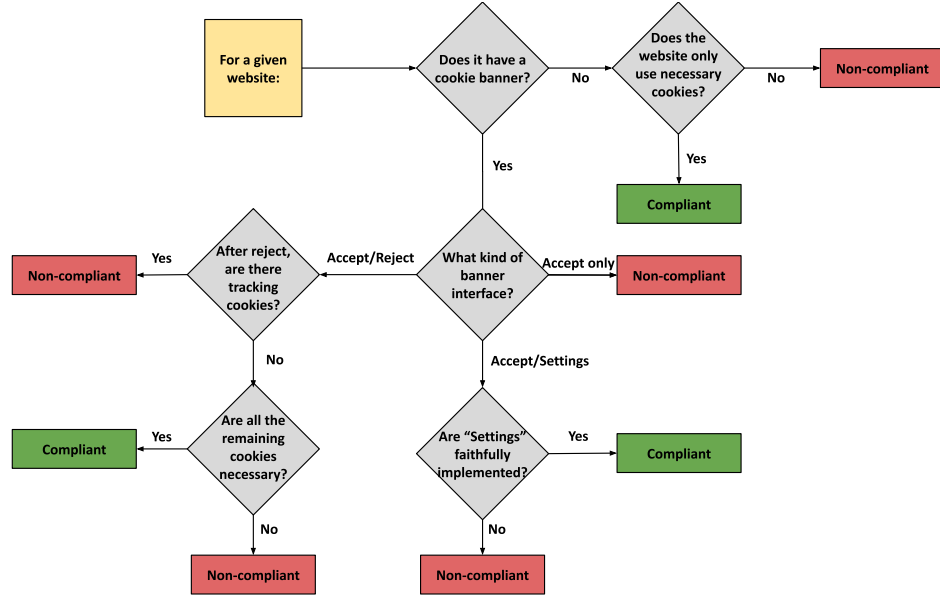 For a given
website:
Does it have a
cookie banner?
No
Does the
website only
use necessary
cookies?
No
Non-compliant
Yes
Yes
Compliant
What kind of
banner
interface?
Accept/Reject
Accept only
Non-compliant
After reject,
are there
tracking
cookies?
Yes
Non-compliant
No
Accept/Settings
Are all the
remaining
cookies
necessary?
Yes
Compliant
No
Non-compliant
Are “Settings”
faithfully
implemented?
Yes
Compliant
No
Non-compliant